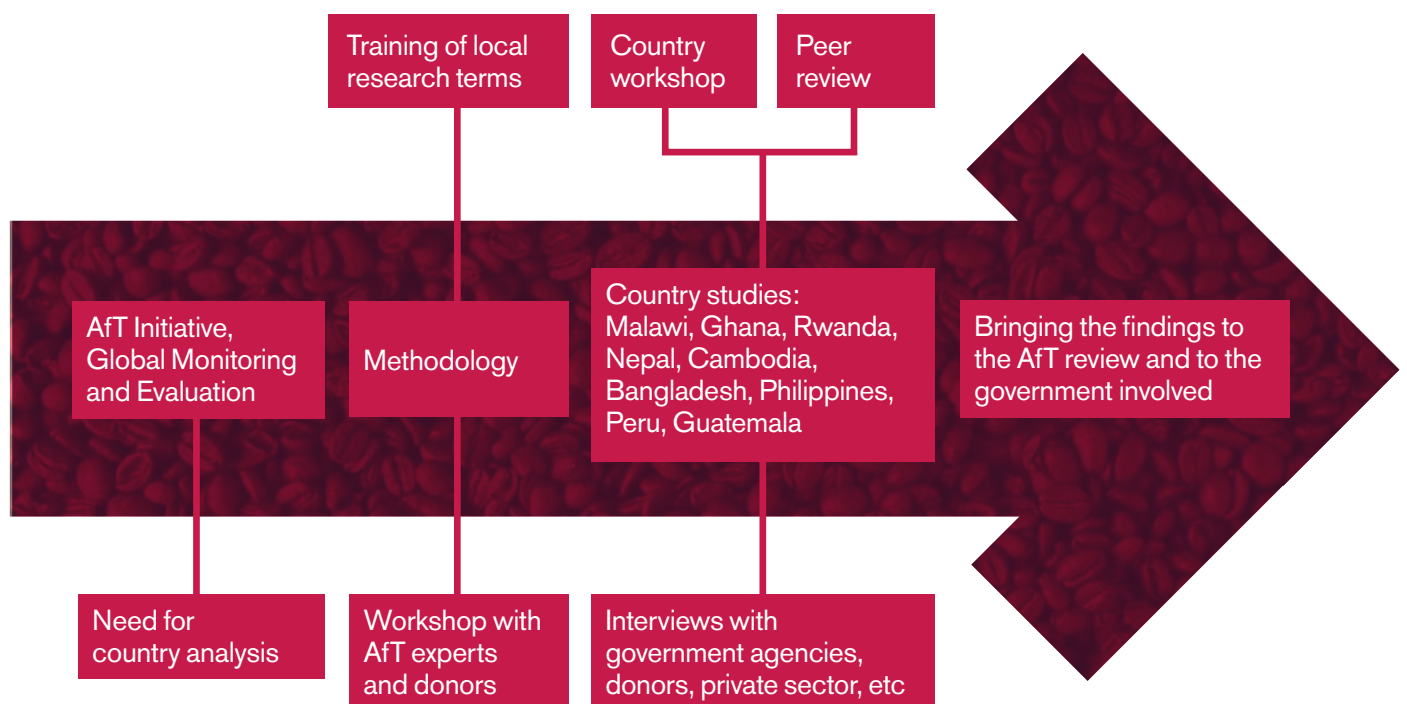 Training of local
research terms
Country
workshop
Peer
review
AfT Initiative,
Global Monitoring
and Evaluation
Methodology
Country studies:
Malawi, Ghana, Rwanda,
Nepal, Cambodia,
Bangladesh, Philippines,
Peru, Guatemala
Bringing the findings to
the AfT review and to the
government involved
Need for
country analysis
Workshop with
AfT experts
and donors
Interviews with
government agencies,
donors, private sector, etc